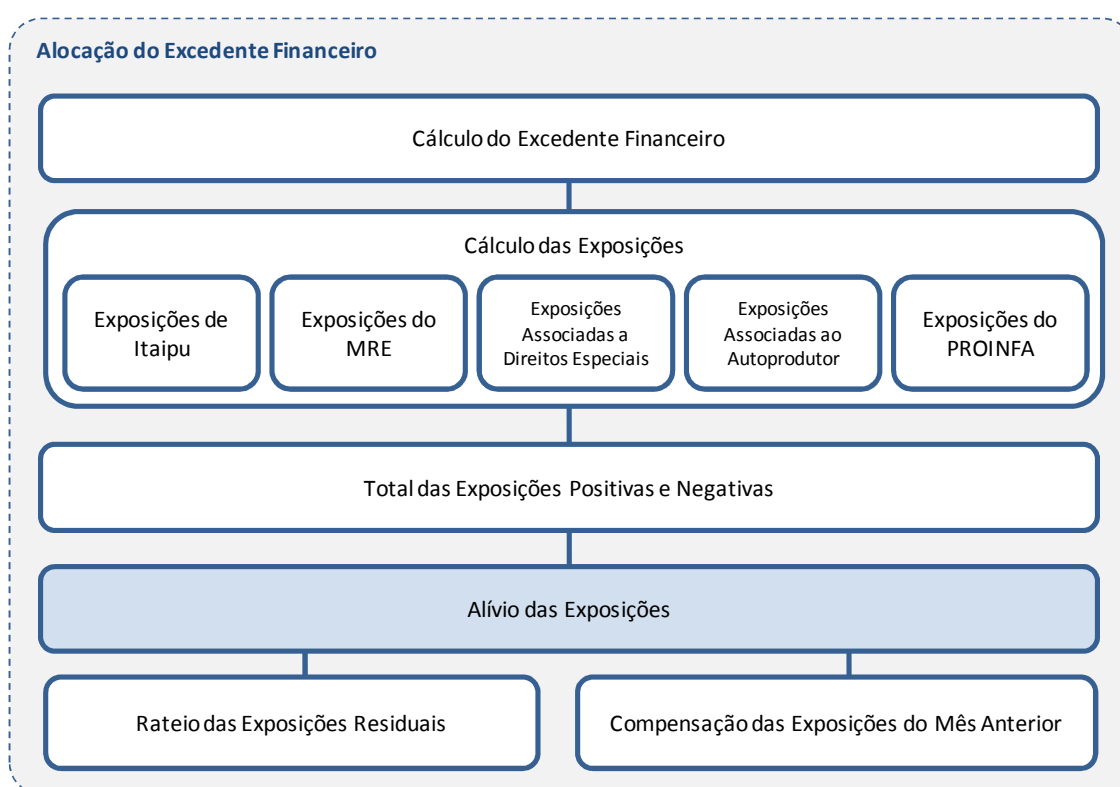 Alocação do Excedente Financeiro
Cálculo do Excedente Financeiro
Cálculo das Exposições
Exposições de
Itaipu
Exposições do
MRE
Exposições
Associadas a
Direitos Especiais
Exposições
Associadas ao
Autoprodutor
Exposições do
PROINFA
Total das Exposições Positivas e Negativas
Alívio das Exposições
Rateio das Exposições Residuais
Compensação das Exposições do Mês Anterior